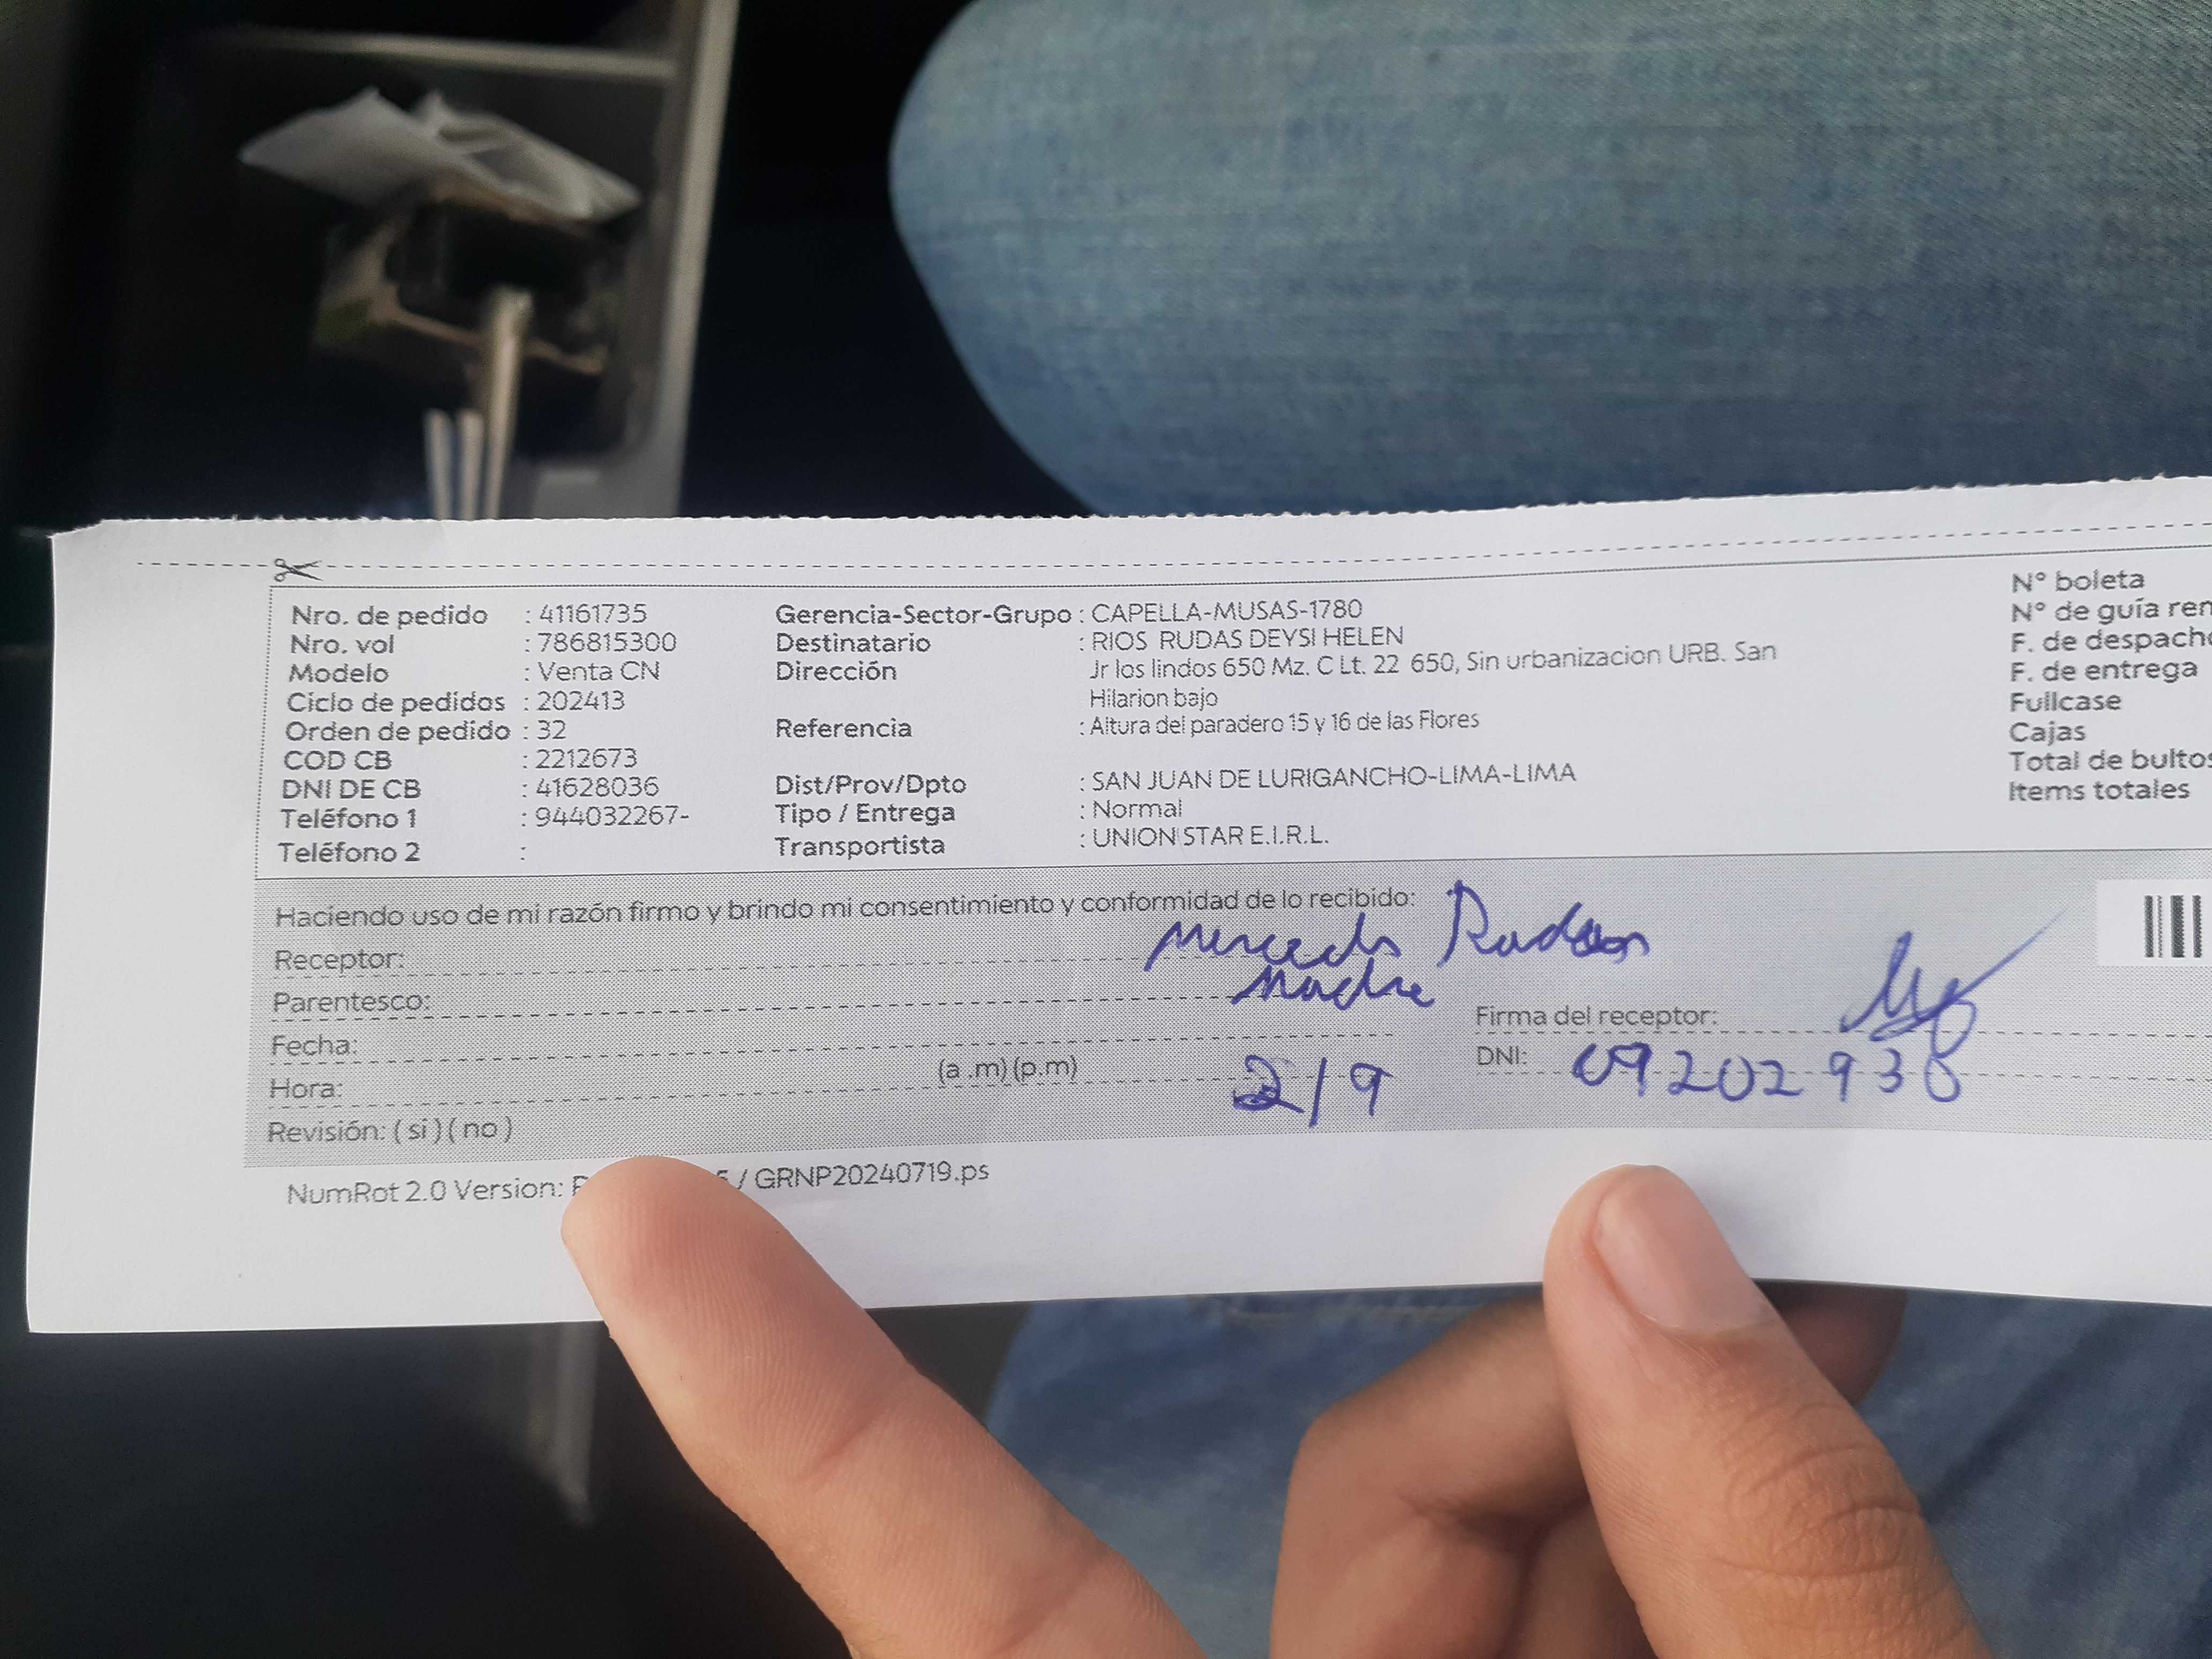 Nro. de pedido : 41161735
Nro. vol : 786815300
Modelo : Venta CN
Ciclo de pedidos : 202413
Orden de pedido : 32
COD CB : 2212673
DNI DE CB : 41628036
Teléfono 1 : 944032267-
Teléfono 2 :
Gerencia-Sector-Grupo : CAPELLA-MUSAS-1780
Destinatario : RIOS RUDAS DEYSI HELEN
Dirección Jr los lindos 650 Mz. C Lt. 22 650, Sin urbanizacion URB. San
Hilarion bajo
Referencia : Altura del paradero 15 y 16 de las Flores
Dist/Prov/Dpto : SAN JUAN DE LURIGANCHO-LIMA-LIMA
Tipo / Entrega : Normal
Transportista : UNION STAR E.I.R.L.
N° boleta
N° de guía rem
F. de despacho
F. de entrega
Fullcase
Cajas
Total de bultos
Items totales
Haciendo uso de mi razón firmo y brindo mi consentimiento y conformidad de lo recibido:
Receptor: Mercedes Rudas
Parentesco: Madre
Fecha:
Hora: (a .m) (p.m) 2/9
Revisión: ( si ) ( no )
Firma del receptor:
DNI: 09202938
NumRot 2.0 Version: / GRNP20240719.ps